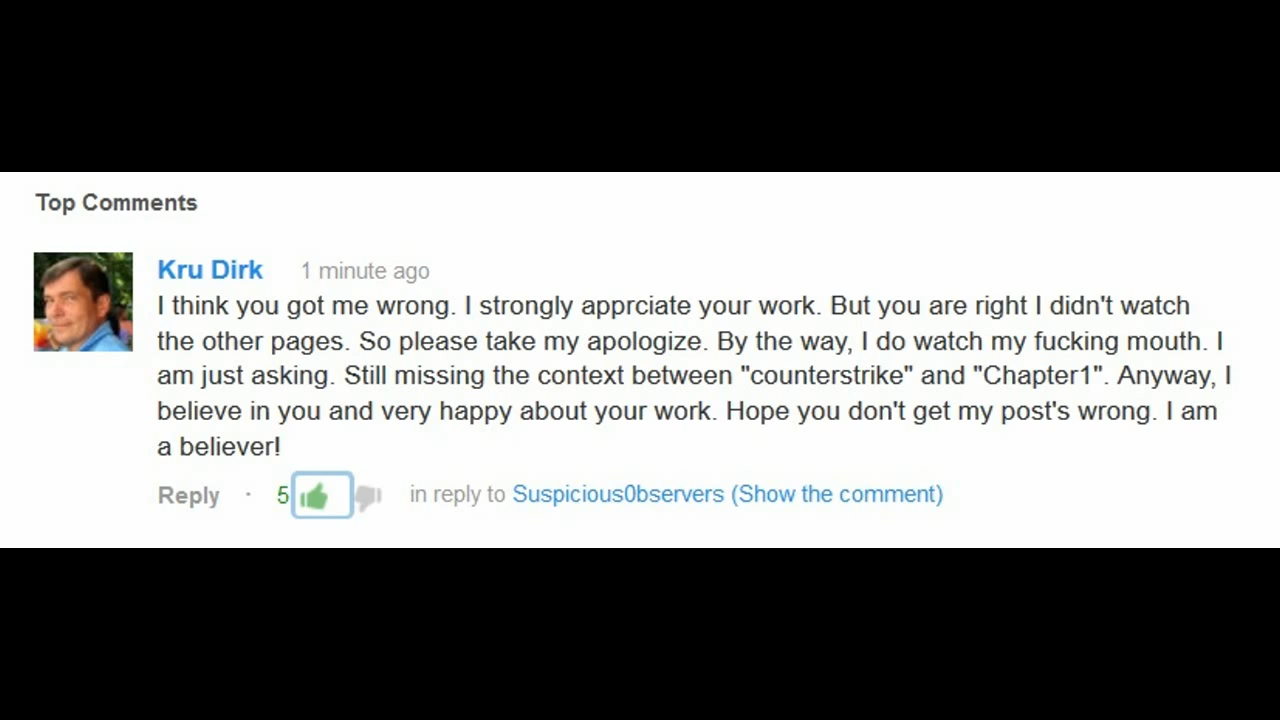 Top Comments
Kru Dirk 1 minute ago
I think you got me wrong. I strongly apprciate your work. But you are right I didn't watch
the other pages. So please take my apologize. By the way, I do watch my fucking mouth. I
am just asking. Still missing the context between "counterstrike" and "Chapter1". Anyway, I
believe in you and very happy about your work. Hope you don't get my post's wrong. I am
a believer!
Reply · 5 in reply to Suspicious0bservers (Show the comment)